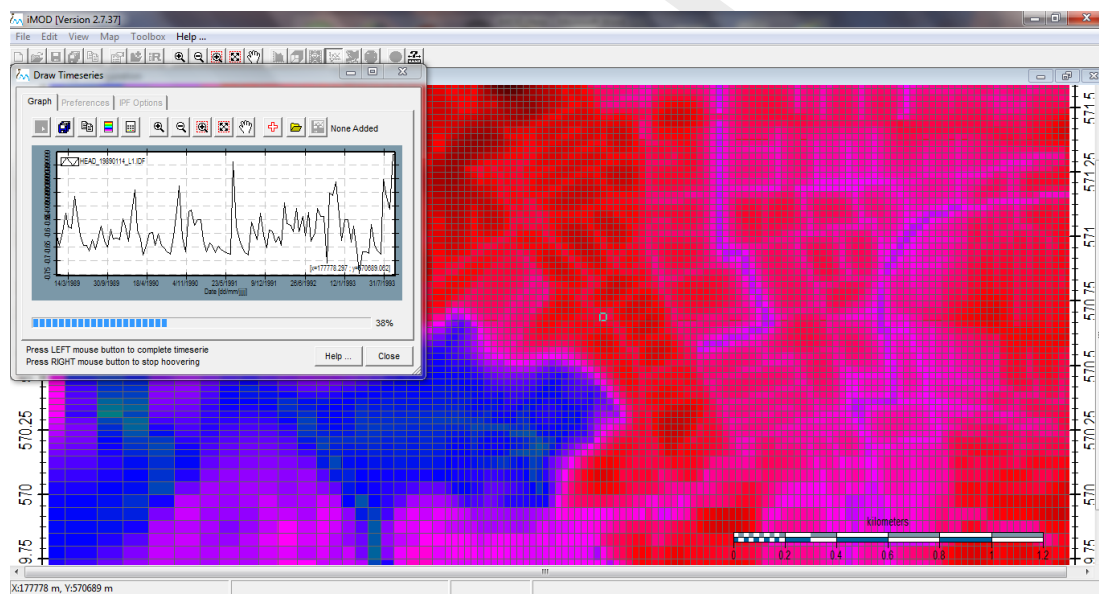 iMOD [Version 2.7.37]
File Edit View Map Toolbox Help ...
Draw Timeseries
Graph Preferences IPF Options
None Added
HEAD_19890114_L1.IDF
[x=177778.297 ; y=570689.062]
14/3/1989 30/9/1989 18/4/1990 4/11/1990 23/5/1991 9/12/1991 26/6/1992 12/1/1993 31/7/1993
Date [dd/mm/jjjj]
38%
Press LEFT mouse button to complete timeserie
Press RIGHT mouse button to stop hoovering
Help ... Close
571.25
571
570.75
570.5
570.25 570.25
570 570
9.75 9.75
kilometers
0 0.2 0.4 0.6 0.8 1 1.2
X:177778 m, Y:570689 m